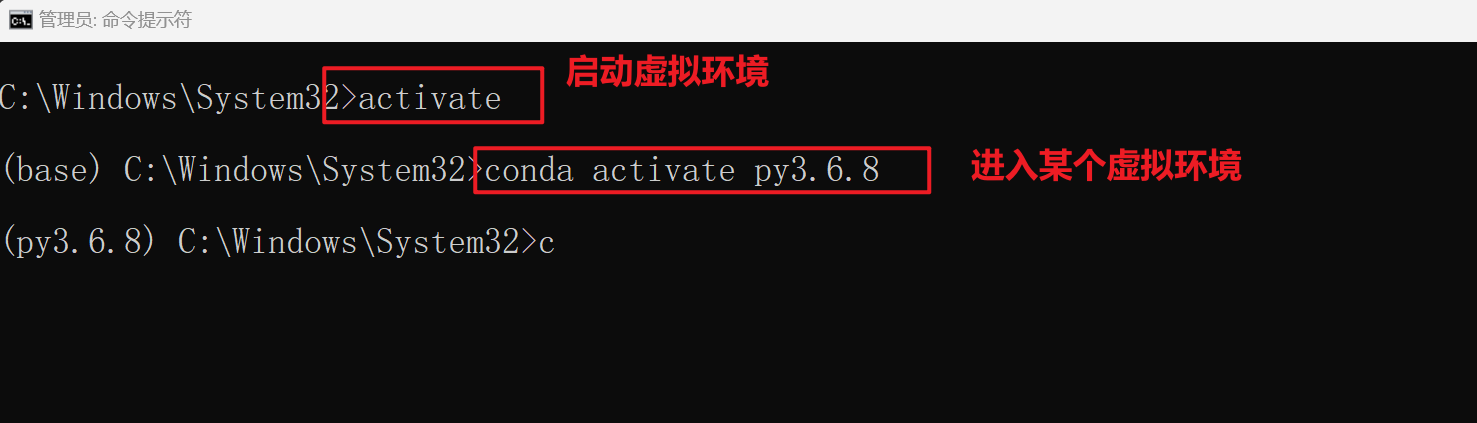 管理员: 命令提示符
启动虚拟环境
C:\Windows\System32>activate
(base) C:\Windows\System32>conda activate py3.6.8
进入某个虚拟环境
(py3.6.8) C:\Windows\System32>c